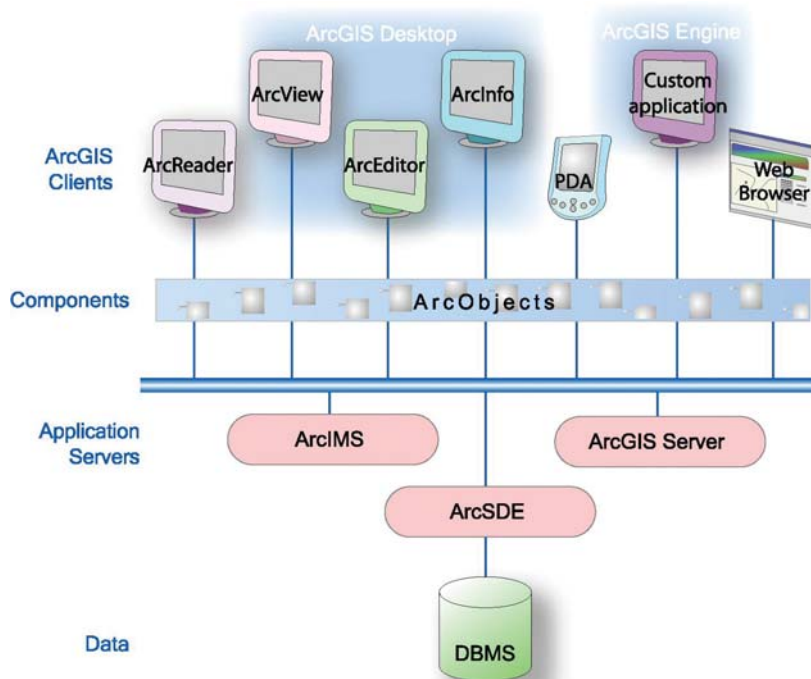 ArcGIS Desktop
ArcGIS Engine
ArcGIS
Clients
ArcReader
ArcView
ArcEditor
ArcInfo
PDA
Custom
application
Web
Browser
Components
ArcObjects
Application
Servers
ArcIMS
ArcGIS Server
ArcSDE
Data
DBMS